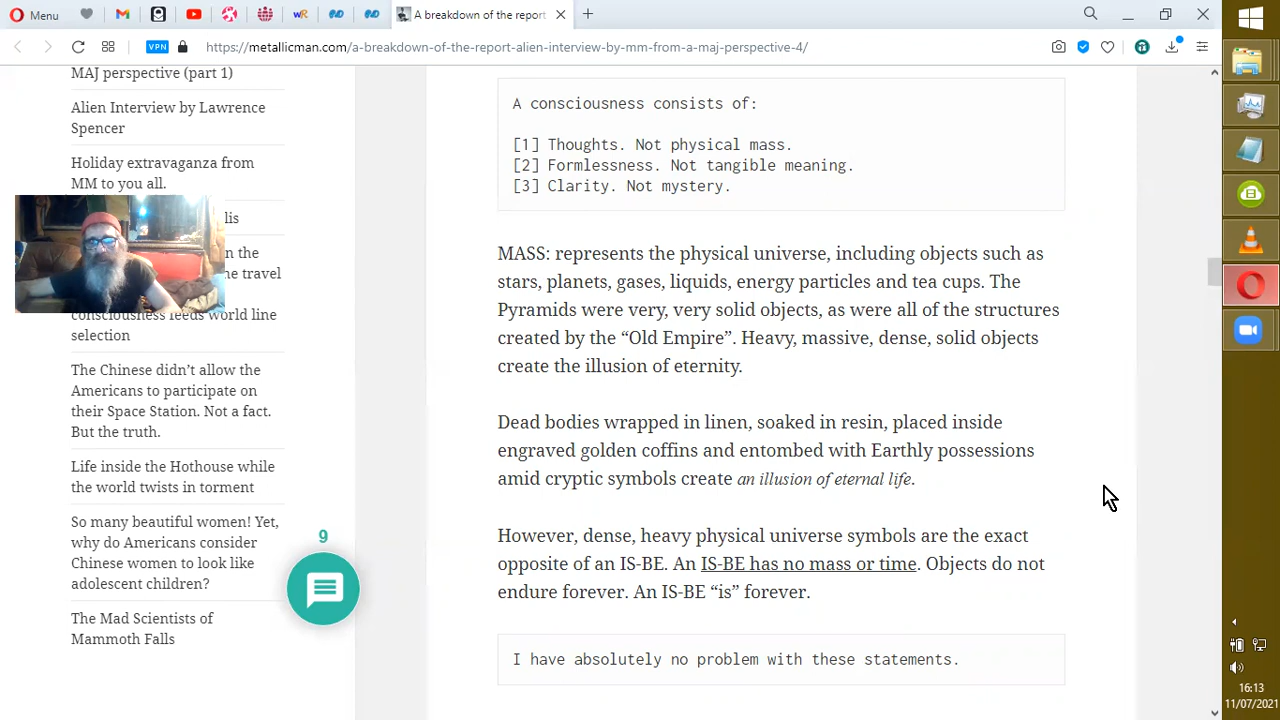 Menu
A breakdown of the report
VPN
https://metallicman.com/a-breakdown-of-the-report-alien-interview-by-mm-from-a-maj-perspective-4/
MAJ perspective (part 1)
Alien Interview by Lawrence
Spencer
Holiday extravaganza from
MM to you all.
lis
n the
ne travel
consciousness feeds world line
selection
The Chinese didn’t allow the
Americans to participate on
their Space Station. Not a fact.
But the truth.
Life inside the Hothouse while
the world twists in torment
So many beautiful women! Yet,
why do Americans consider
Chinese women to look like
adolescent children?
The Mad Scientists of
Mammoth Falls
9
A consciousness consists of:
[1] Thoughts. Not physical mass.
[2] Formlessness. Not tangible meaning.
[3] Clarity. Not mystery.
MASS: represents the physical universe, including objects such as
stars, planets, gases, liquids, energy particles and tea cups. The
Pyramids were very, very solid objects, as were all of the structures
created by the “Old Empire”. Heavy, massive, dense, solid objects
create the illusion of eternity.
Dead bodies wrapped in linen, soaked in resin, placed inside
engraved golden coffins and entombed with Earthly possessions
amid cryptic symbols create an illusion of eternal life.
However, dense, heavy physical universe symbols are the exact
opposite of an IS-BE. An IS-BE has no mass or time. Objects do not
endure forever. An IS-BE “is” forever.
I have absolutely no problem with these statements.
16:13
11/07/2021